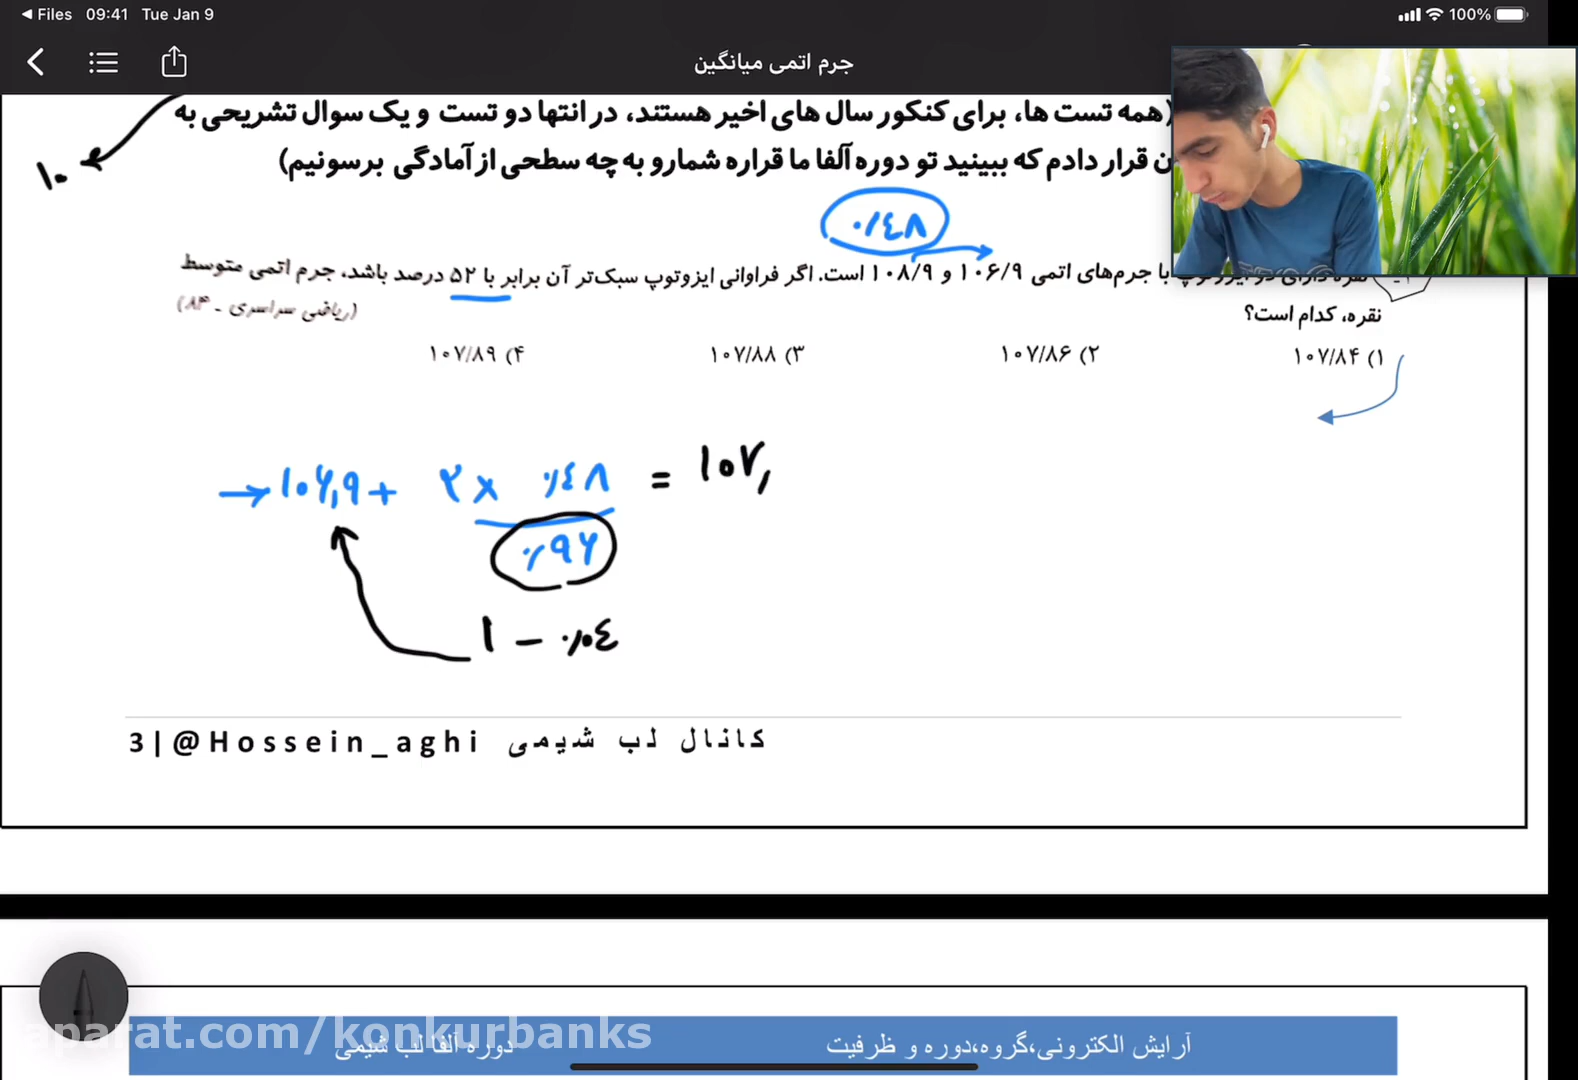 Files 09:41 Tue Jan 9 100%
جرم اتمی میانگین
(همه تست ها، برای کنکور سال های اخیر هستند، در انتها دو تست و یک سوال تشریحی به
ن قرار دادم که ببینید تو دوره آلفا ما قراره شمارو به چه سطحی از آمادگی برسونیم)
۱۰
۰/۴۸
با جرم‌های اتمی ۱۰۶/۹ و ۱۰۸/۹ است. اگر فراوانی ایزوتوپ سبک‌تر آن برابر با ۵۲ درصد باشد، جرم اتمی متوسط
نقره، کدام است؟ (ریاضی سراسری ـ ۸۴)
۱) ۱۰۷/۸۴ ۲) ۱۰۷/۸۶ ۳) ۱۰۷/۸۸ ۴) ۱۰۷/۸۹
→ ۱۰۶,۹ + ۲ × ٪۴۸ = ۱۰۷,
٪۹۶
۱ - ۰/۰۴
3|@Hossein_aghi کانال لب شیمی
آرایش الکترونی،گروه،دوره و ظرفیت دوره آلفا لب شیمی
aparat.com/konkurbanks